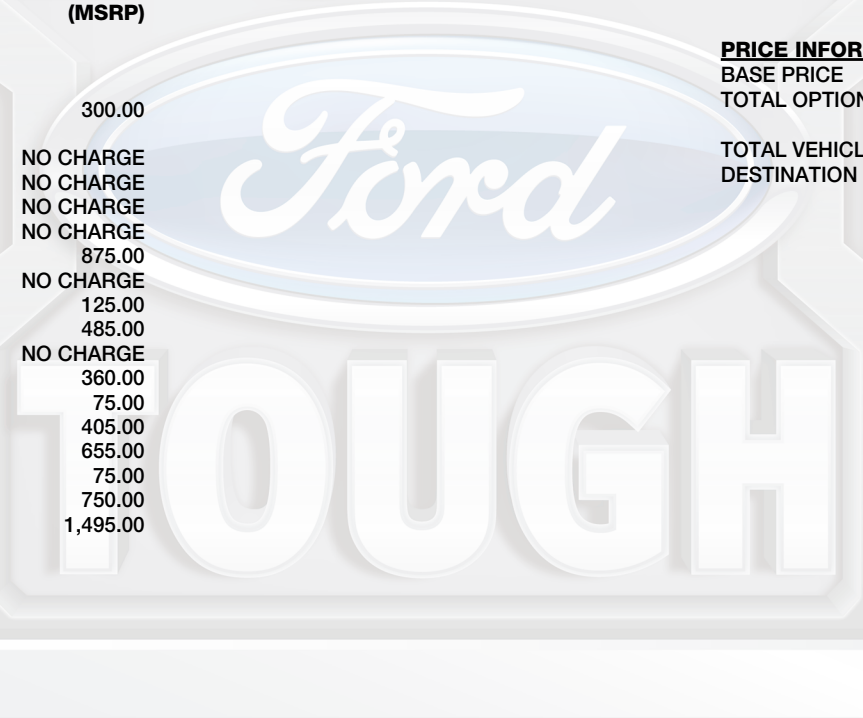 (MSRP)
300.00
NO CHARGE
NO CHARGE
NO CHARGE
NO CHARGE
875.00
NO CHARGE
125.00
485.00
NO CHARGE
360.00
75.00
405.00
655.00
75.00
750.00
1,495.00
PRICE INFOR
BASE PRICE
TOTAL OPTION
TOTAL VEHICL
DESTINATION
Ford
TOUGH